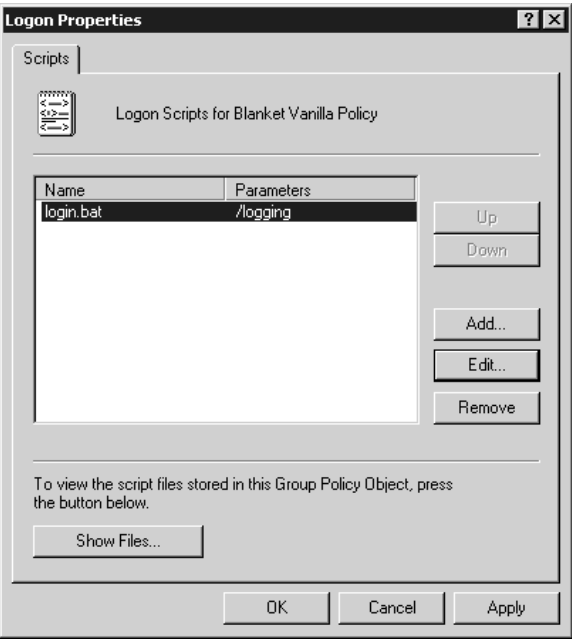 Logon Properties
Scripts
Logon Scripts for Blanket Vanilla Policy
Name Parameters
login.bat /logging
Up
Down
Add...
Edit...
Remove
To view the script files stored in this Group Policy Object, press
the button below.
Show Files...
OK Cancel Apply